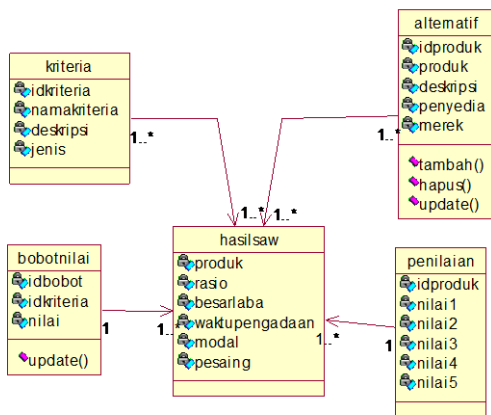 kriteria
idkriteria
namakriteria
deskripsi
jenis
1..*
1..*
alternatif
idproduk
produk
deskripsi
penyedia
merek
tambah()
hapus()
update()
1..*
1..*
bobotnilai
idbobot
idkriteria
nilai
update()
1
1..*
hasilsaw
produk
rasio
besarlaba
waktupengadaan
modal
pesaing
1..*
1
penilaian
idproduk
nilai1
nilai2
nilai3
nilai4
nilai5